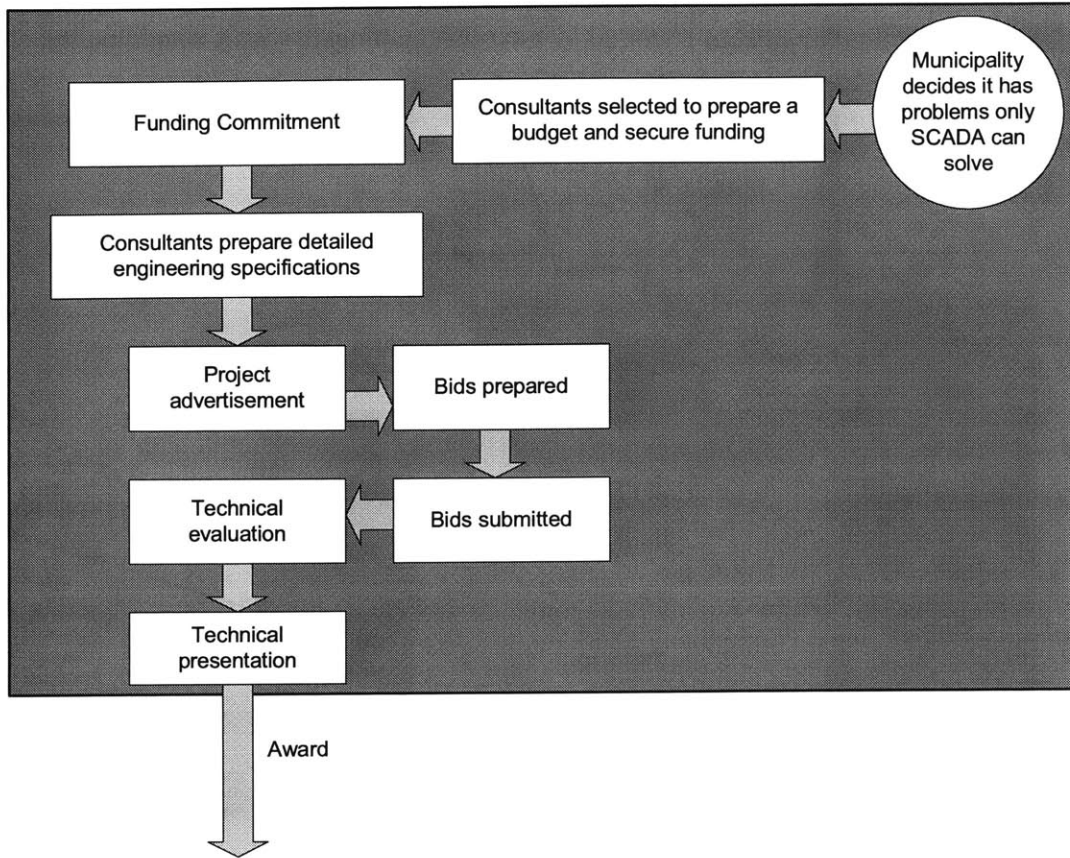 Municipality
decides it has
problems only
SCADA can
solve
Consultants selected to prepare a
budget and secure funding
Funding Commitment
Consultants prepare detailed
engineering specifications
Project
advertisement
Bids prepared
Bids submitted
Technical
evaluation
Technical
presentation
Award